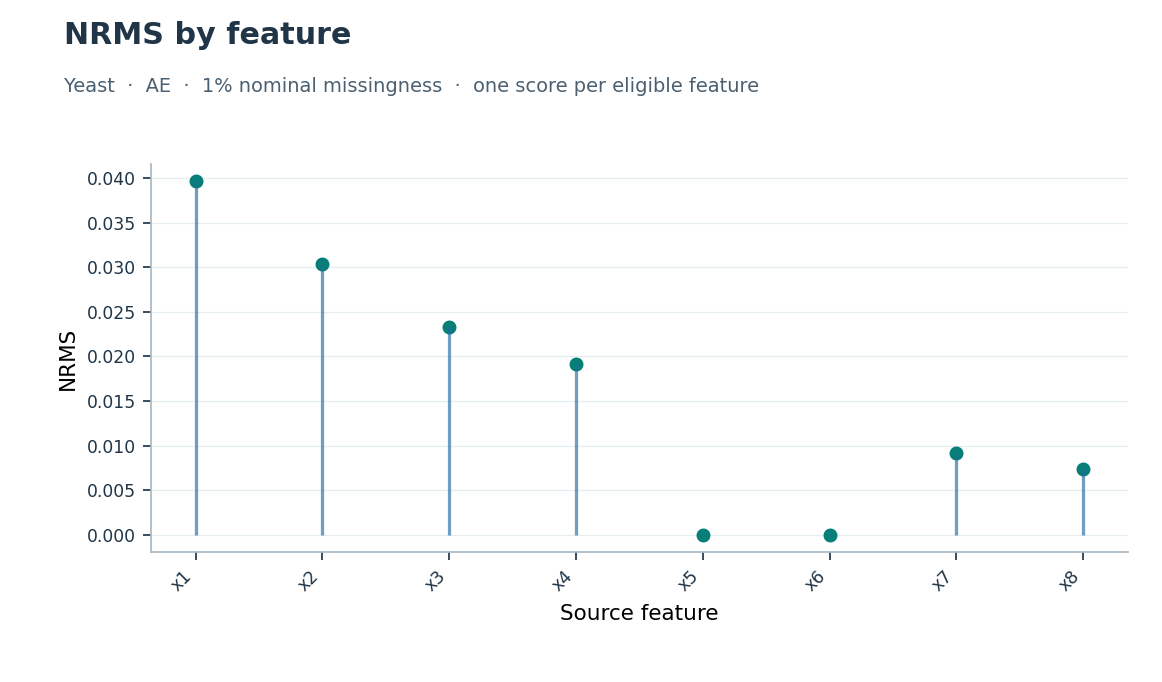 NRMS by feature
Yeast · AE · 1% nominal missingness · one score per eligible feature
NRMS
0.040
0.035
0.030
0.025
0.020
0.015
0.010
0.005
0.000
x1 x2 x3 x4 x5 x6 x7 x8
Source feature